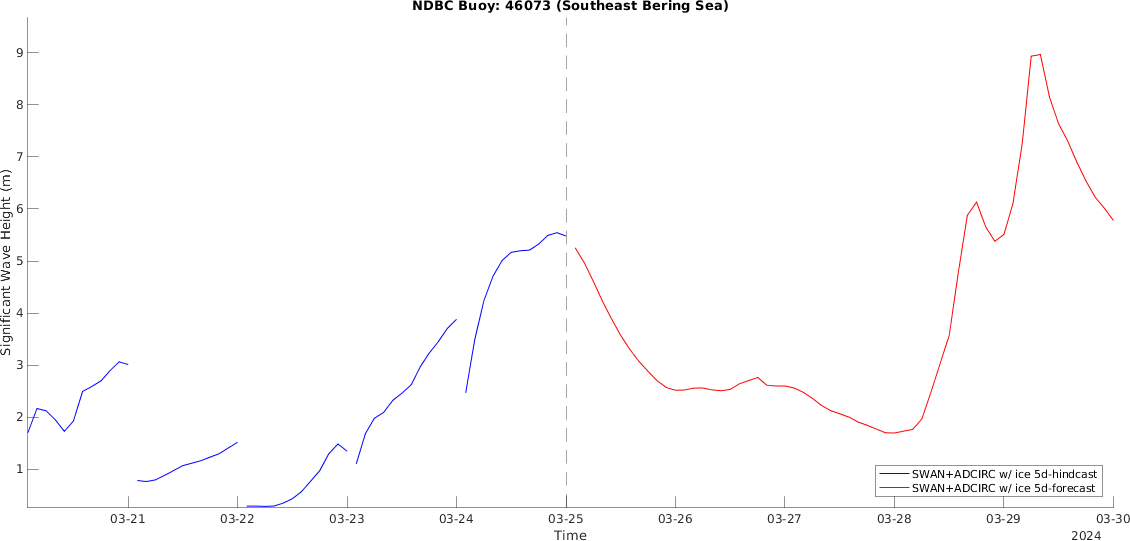 NDBC Buoy: 46073 (Southeast Bering Sea)
Significant Wave Height (m)
9
8
7
6
5
4
3
2
1
SWAN+ADCIRC w/ ice 5d-hindcast
SWAN+ADCIRC w/ ice 5d-forecast
03-21 03-22 03-23 03-24 03-25 03-26 03-27 03-28 03-29 03-30
Time
2024